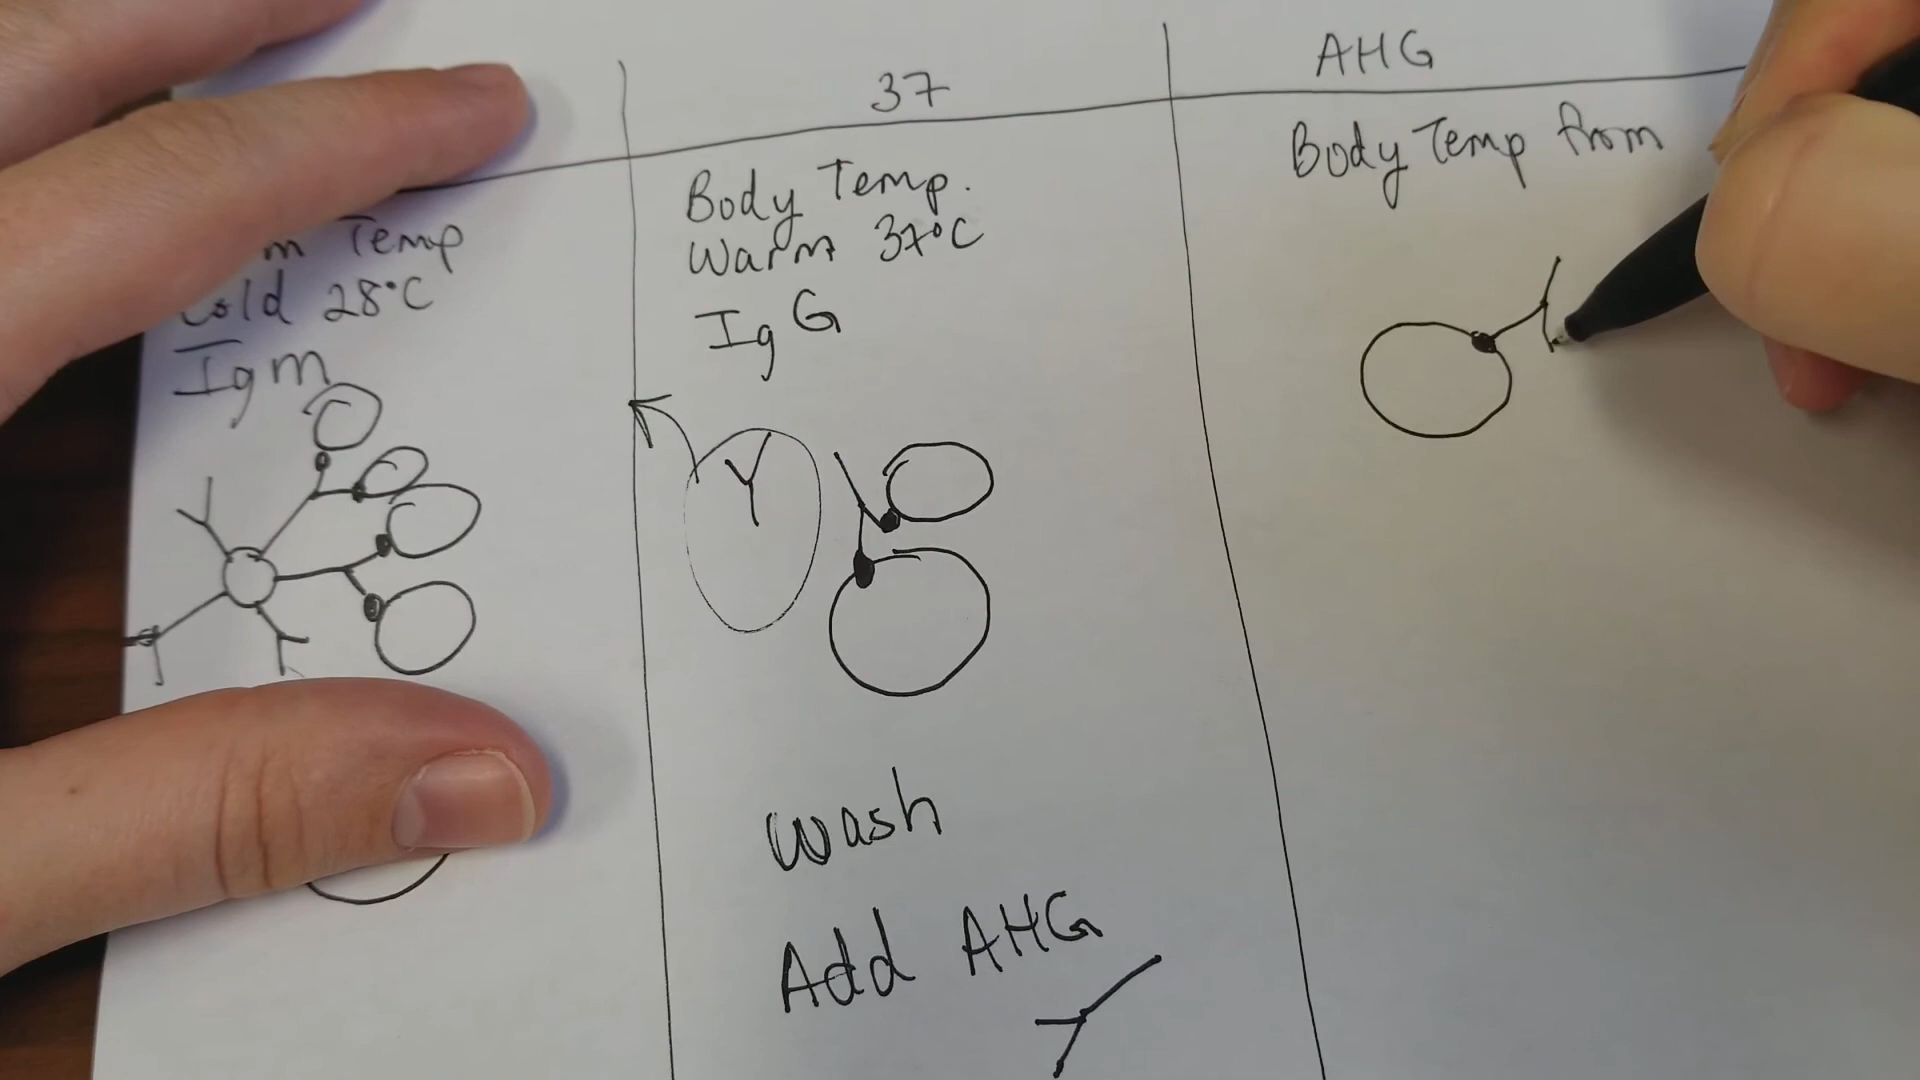 37
AHG
m Temp
Cold 28°C
Igm
Body Temp.
Warm 37°C
IgG
Wash
Add AHG
Body Temp from